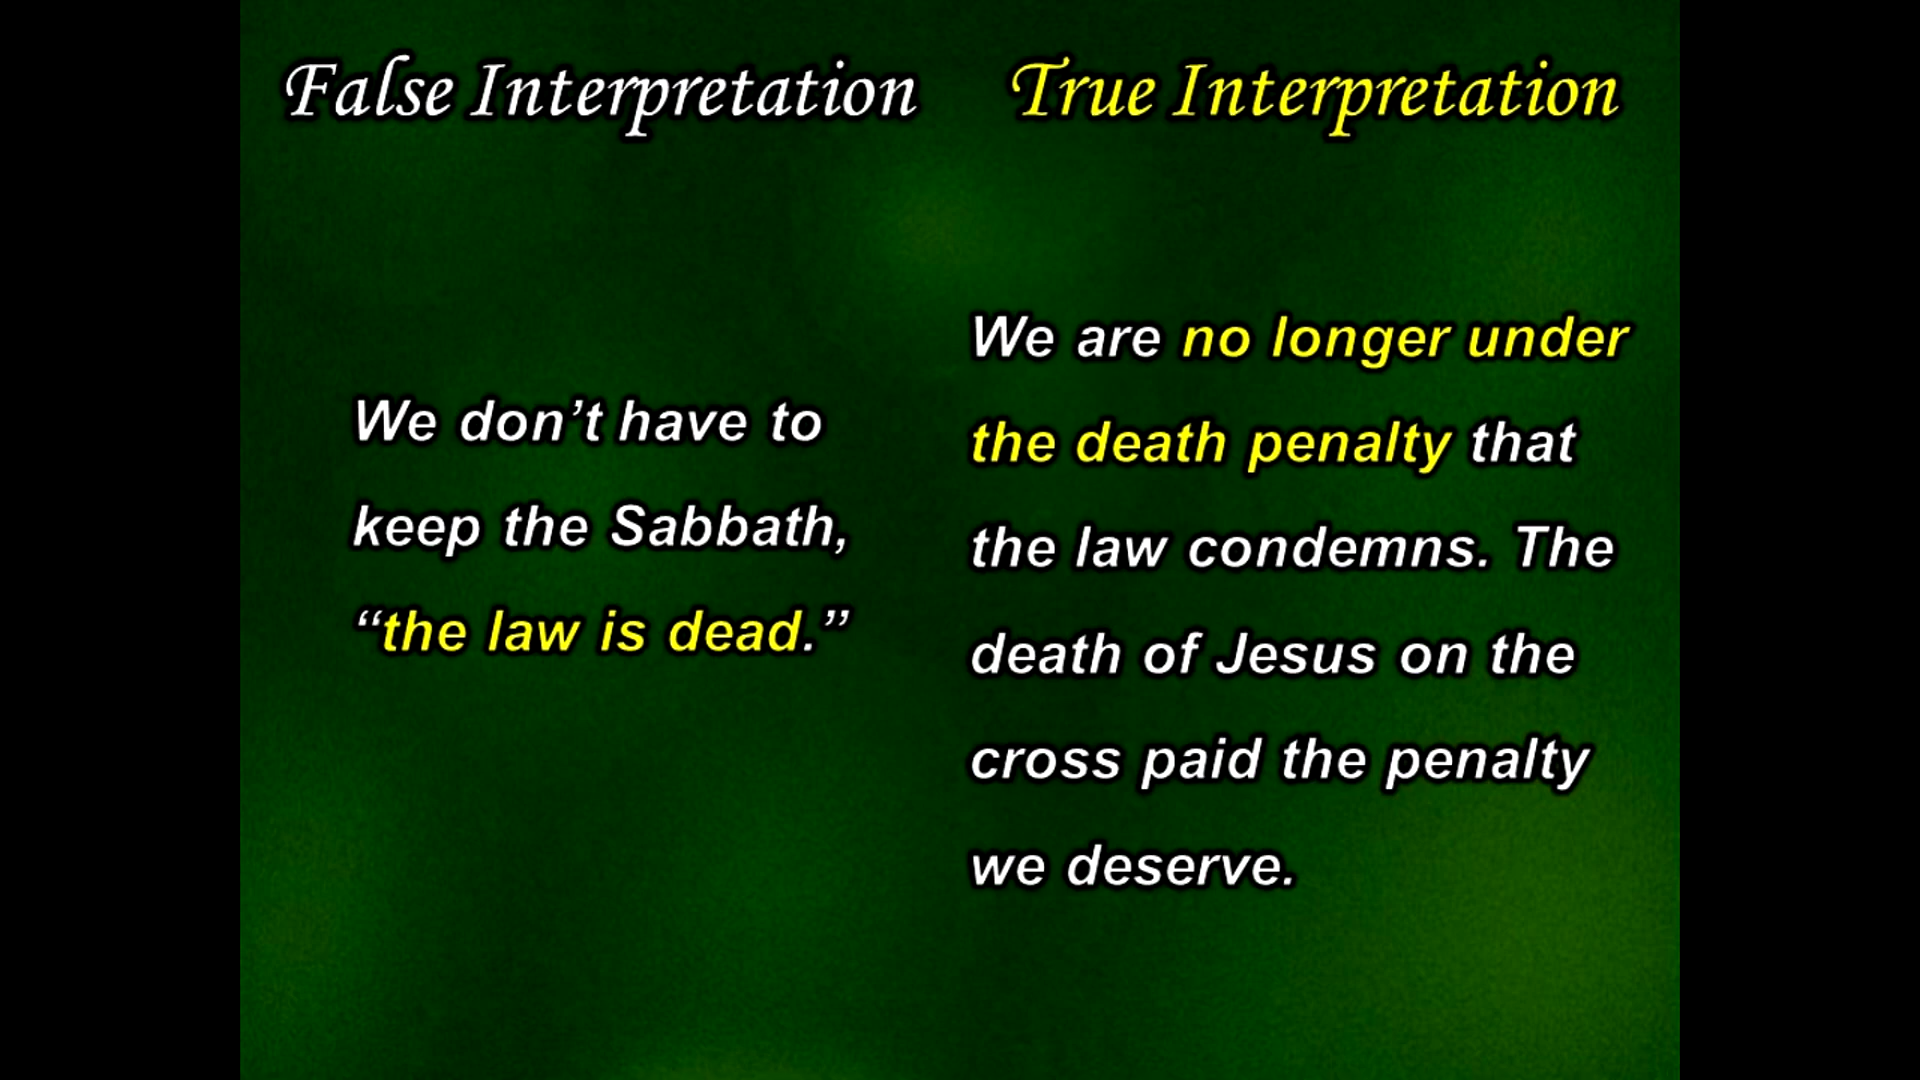 False Interpretation
True Interpretation
We don’t have to
keep the Sabbath,
“the law is dead.”
We are no longer under
the death penalty that
the law condemns. The
death of Jesus on the
cross paid the penalty
we deserve.